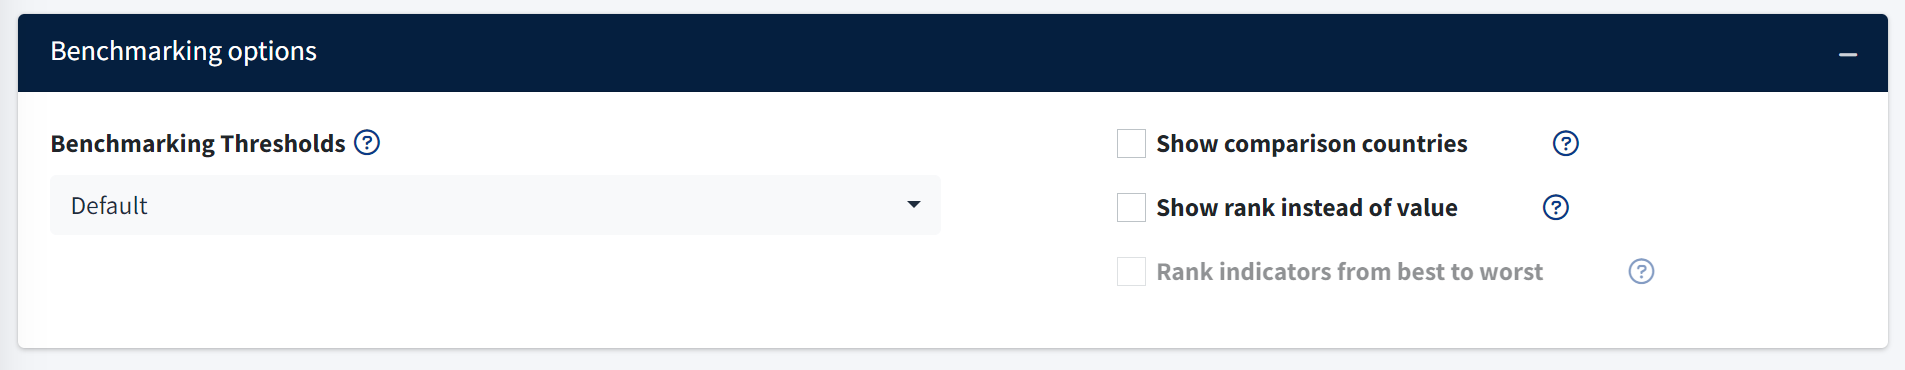 Benchmarking options
Benchmarking Thresholds ?
Default
Show comparison countries ?
Show rank instead of value ?
Rank indicators from best to worst ?